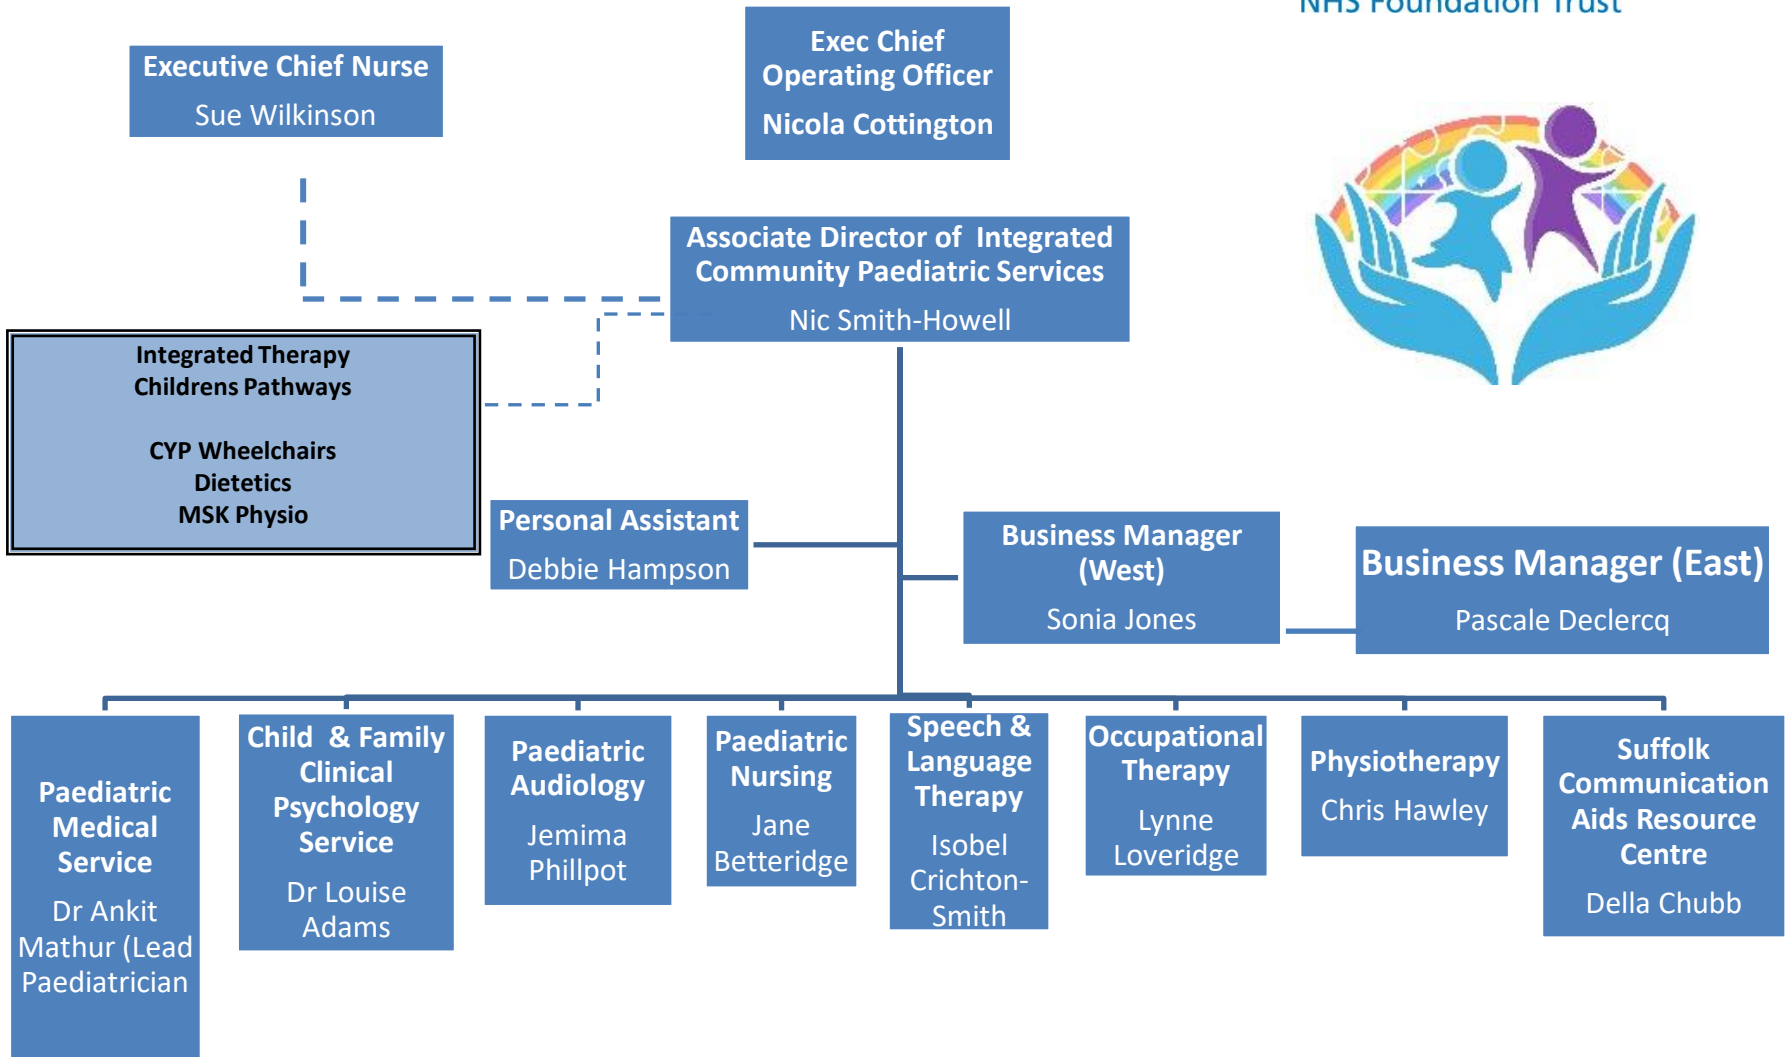 NHS Foundation Trust
Executive Chief Nurse
Sue Wilkinson
Exec Chief
Operating Officer
Nicola Cottington
Associate Director of  Integrated
Community Paediatric Services
Nic Smith-Howell
Integrated Therapy
Childrens Pathways
CYP Wheelchairs
Dietetics
MSK Physio
Personal Assistant
Debbie Hampson
Business Manager
(West)
Sonia Jones
Business Manager (East)
Pascale Declercq
Paediatric
Medical
Service
Dr Ankit
Mathur (Lead
Paediatrician
Child  & Family
Clinical
Psychology
Service
Dr Louise
Adams
Paediatric
Audiology
Jemima
Phillpot
Paediatric
Nursing
Jane
Betteridge
Speech &
Language
Therapy
Isobel
Crichton-
Smith
Occupational
Therapy
Lynne
Loveridge
Physiotherapy
Chris Hawley
Suffolk
Communication
Aids Resource
Centre
Della Chubb